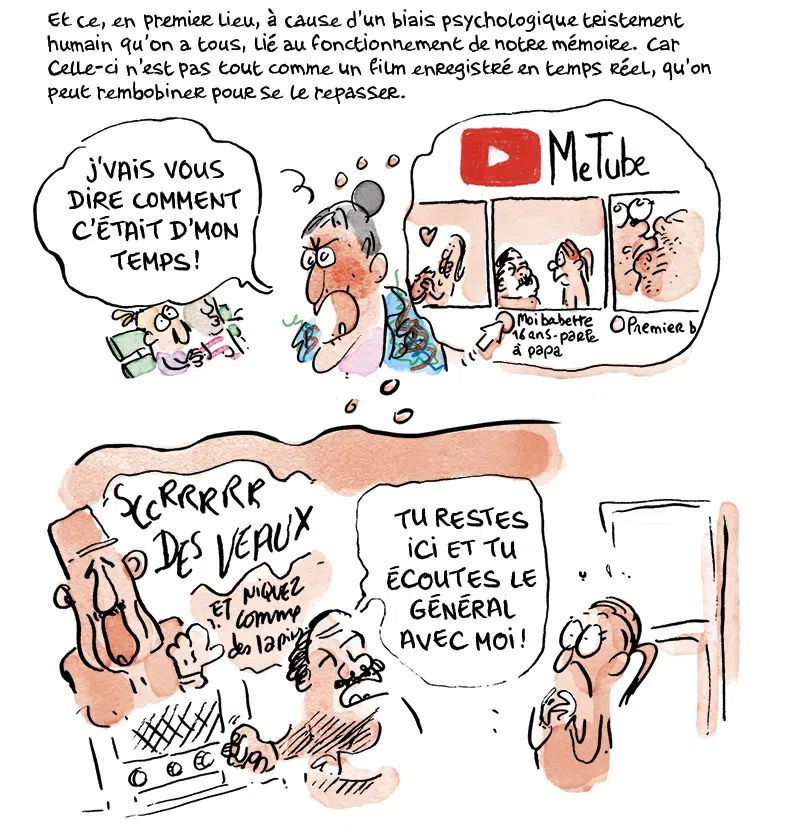 Et ce, en premier lieu, à cause d'un biais psychologique tristement
humain qu'on a tous, lié au fonctionnement de notre mémoire. Car
celle-ci n'est pas tout comme un film enregistré en temps réel, qu'on
peut rembobiner pour se le repasser.
J'VAIS VOUS
DIRE COMMENT
C'ÉTAIT D'MON
TEMPS!
MeTube
Moi babette
16 ans-parle
à papa
Premier b
SCCRRRRR
DES VEAUX
ET NIQUEZ
comme
des lapins
TU RESTES
ICI ET TU
ÉCOUTES LE
GÉNÉRAL
AVEC MOI!